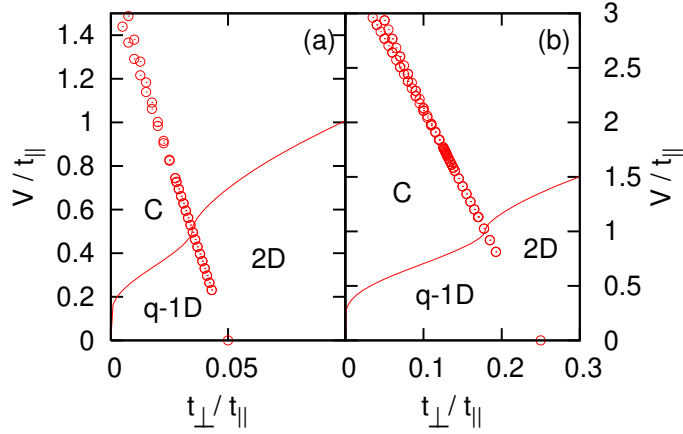 (a)
(b)
1.4
1.2
1
0.8
0.6
0.4
0.2
0
V / t||
C
2D
q-1D
C
2D
q-1D
3
2.5
2
1.5
1
0.5
0
V / t||
0
0.05
0
0.1
0.2
0.3
t⊥ / t||
t⊥ / t||